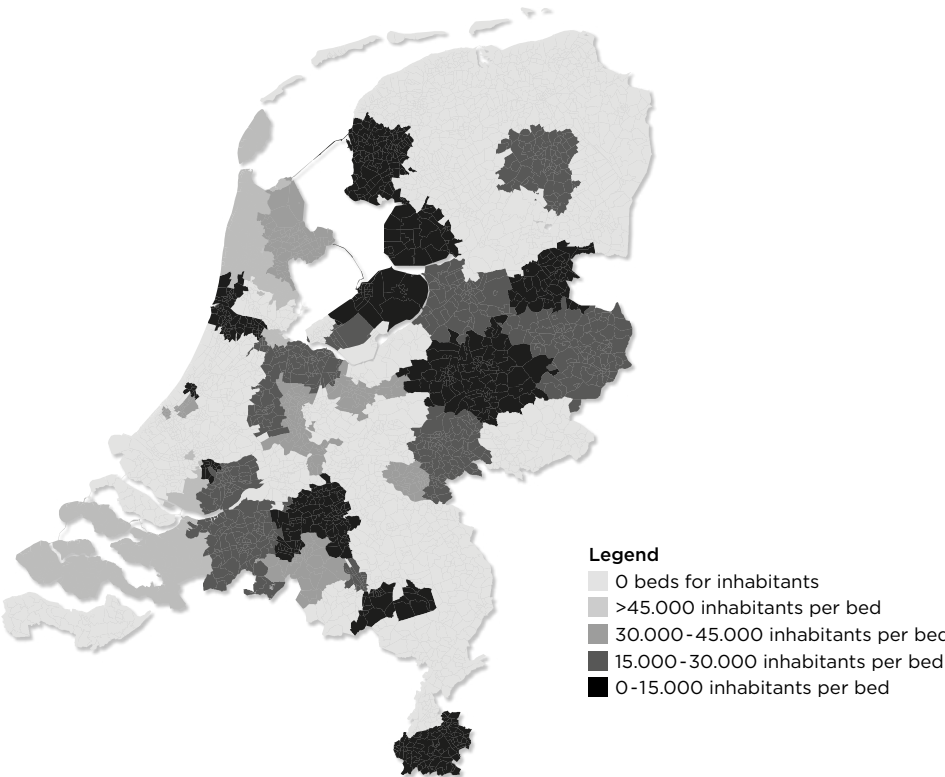 Legend
0 beds for inhabitants
>45.000 inhabitants per bed
30.000-45.000 inhabitants per bed
15.000-30.000 inhabitants per bed
0-15.000 inhabitants per bed